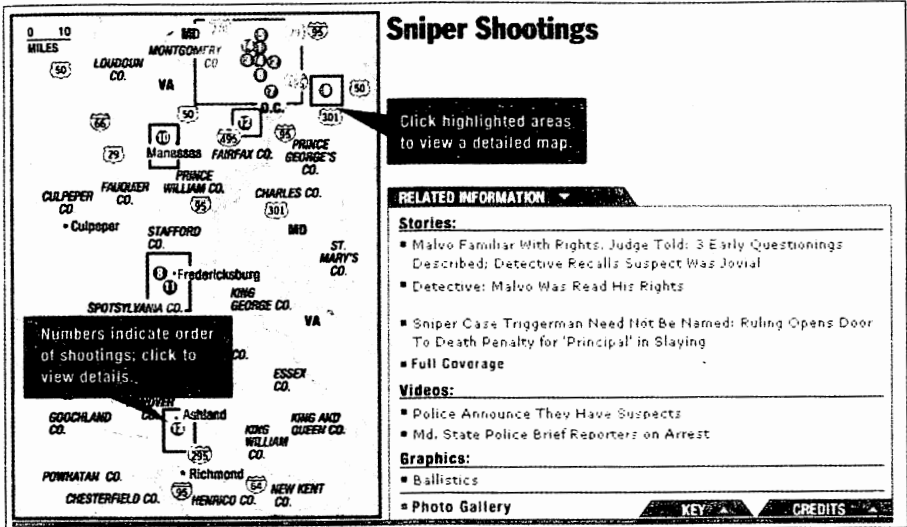 Sniper Shootings
0 10
MILES
MD
95
MONTGOMERY
CO
LOUDOUN
CO.
50
VA
50
D.C.
301
50
66
495
95
Manassas
FAIRFAX CO.
PRINCE
GEORGE'S
CO.
29
PRINCE
WILLIAM CO.
FAUQUIER
CO.
CULPEPER
CO
95
CHARLES CO.
301
Culpeper
STAFFORD
CO.
MD
ST.
MARY'S
CO.
8
Fredericksburg
SPOTSYLVANIA CO.
KING
GEORGE CO.
VA
Numbers indicate order
of shootings; click to
view details.
CO.
ESSEX
CO.
GOOCHLAND
CO.
Ashland
KING
WILLIAM
CO.
KING AND
QUEEN CO.
295
POWHATAN CO.
Richmond
64
CHESTERFIELD CO.
95
HENRICO CO.
NEW KENT
CO.
Click highlighted areas
to view a detailed map.
RELATED INFORMATION
Stories:
Malvo Familiar With Rights, Judge Told: 3 Early Questionings
Described; Detective Recalls Suspect Was Jovial
Detective: Malvo Was Read His Rights
Sniper Case Triggerman Need Not Be Named: Ruling Opens Door
To Death Penalty for 'Principal' in Slaying
Full Coverage
Videos:
Police Announce They Have Suspects
Md. State Police Brief Reporters on Arrest
Graphics:
Ballistics
Photo Gallery
KEY
CREDITS